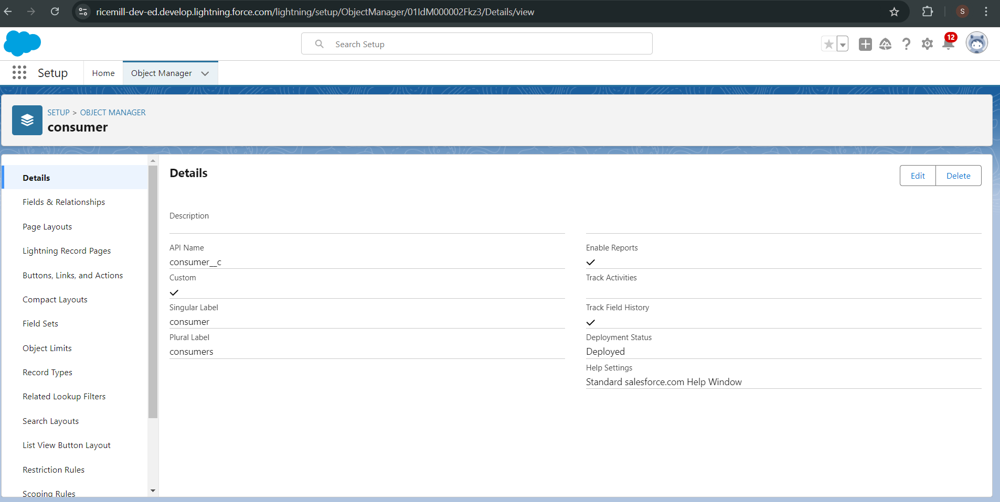 ricemill-dev-ed.develop.lightning.force.com/lightning/setup/ObjectManager/01IdM000002Fkz3/Details/view
S
Search Setup
12
Setup
Home
Object Manager
SETUP > OBJECT MANAGER
consumer
Details
Fields & Relationships
Page Layouts
Lightning Record Pages
Buttons, Links, and Actions
Compact Layouts
Field Sets
Object Limits
Record Types
Related Lookup Filters
Search Layouts
List View Button Layout
Restriction Rules
Scoping Rules
Details
Edit
Delete
Description
API Name
consumer__c
Custom
Singular Label
consumer
Plural Label
consumers
Enable Reports
Track Activities
Track Field History
Deployment Status
Deployed
Help Settings
Standard salesforce.com Help Window